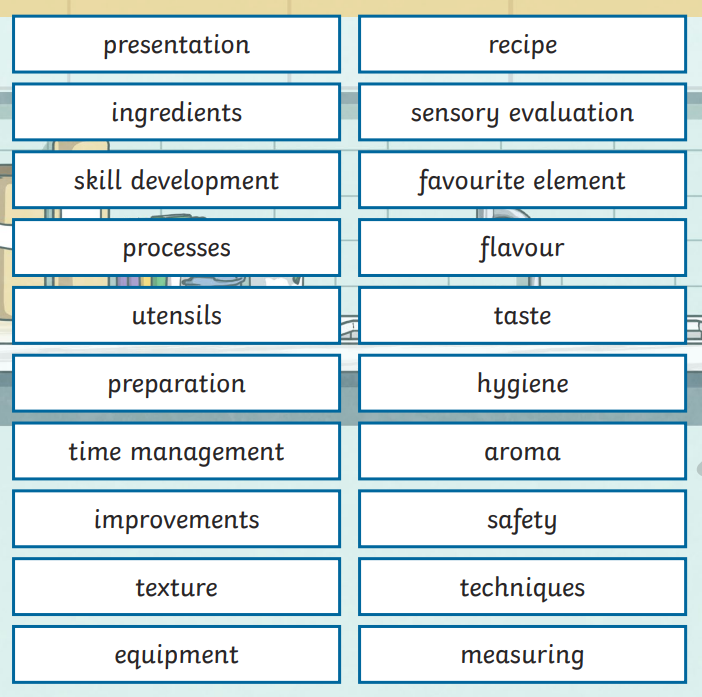 presentation
recipe
ingredients
sensory evaluation
skill development
favourite element
processes
flavour
utensils
taste
preparation
hygiene
time management
aroma
improvements
safety
texture
techniques
equipment
measuring